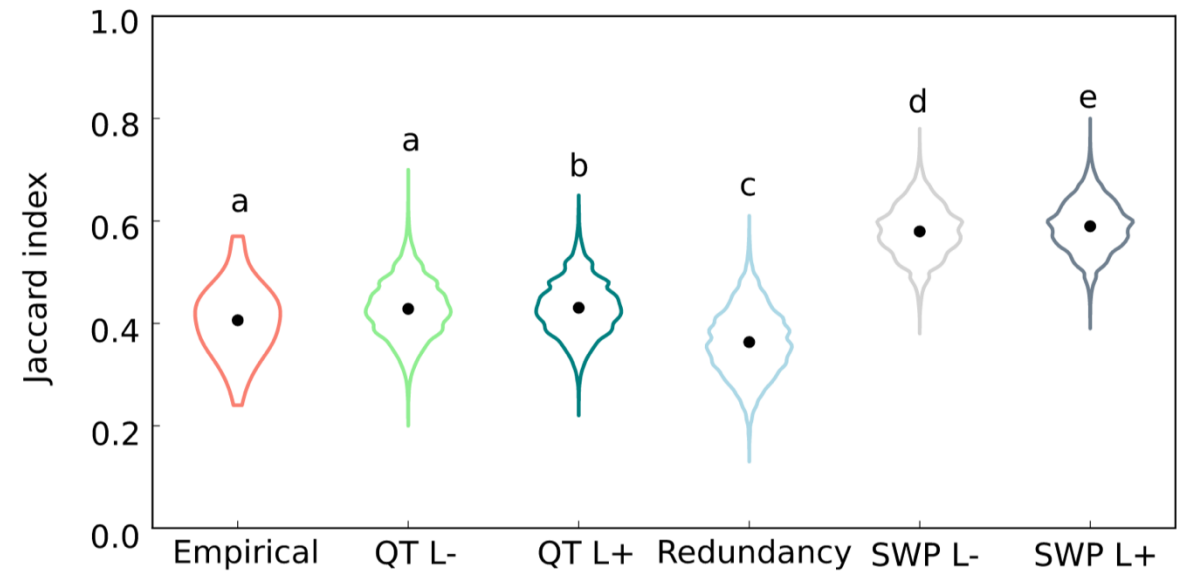 1.0
0.8
0.6
0.4
0.2
0.0
Jaccard index
a
a
b
c
d
e
Empirical QT L- QT L+ Redundancy SWP L- SWP L+